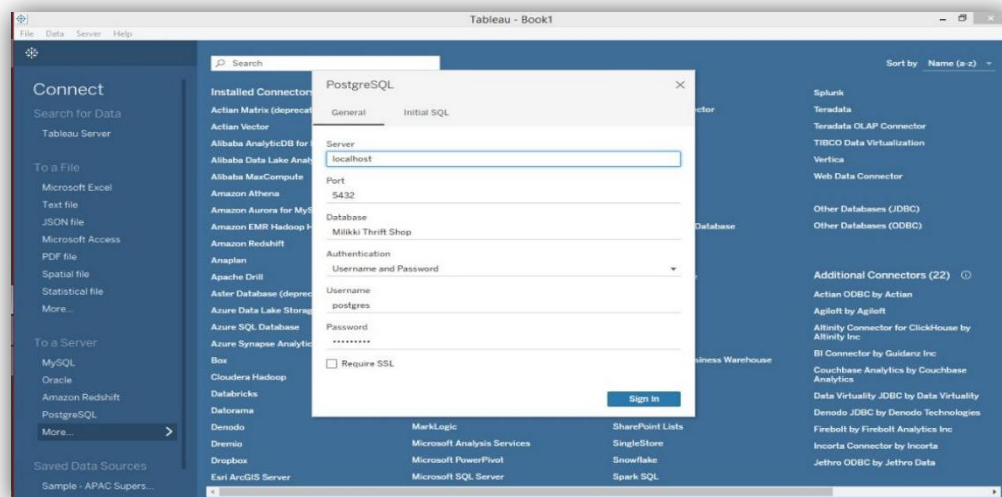 Tableau - Book1
File Data Server Help
Connect
Search for Data
Tableau Server
To a File
Microsoft Excel
Text file
JSON file
Microsoft Access
PDF file
Spatial file
Statistical file
More...
To a Server
MySQL
Oracle
Amazon Redshift
PostgreSQL
More...
Saved Data Sources
Sample - APAC Supers...
Search
Sort by Name (a-z)
Installed Connector
Actian Matrix (deprecat
Actian Vector
Alibaba AnalyticDB for
Alibaba Data Lake Anal
Alibaba MaxCompute
Amazon Athena
Amazon Aurora for MyS
Amazon EMR Hadoop H
Amazon Redshift
Anaplan
Apache Drill
Aster Database (deprec
Azure Data Lake Storag
Azure SQL Database
Azure Synapse Analytic
Box
Cloudera Hadoop
Databricks
Datorama
Denodo
Dremio
Dropbox
Esri ArcGIS Server
PostgreSQL
General Initial SQL
Server
localhost
Port
5432
Database
Milikki Thrift Shop
Authentication
Username and Password
Username
postgres
Password
•••••••••
Require SSL
Sign In
MarkLogic
Microsoft Analysis Services
Microsoft PowerPivot
Microsoft SQL Server
ctor
Database
siness Warehouse
SharePoint Lists
SingleStore
Snowflake
Spark SQL
Splunk
Teradata
Teradata OLAP Connector
TIBCO Data Virtualization
Vertica
Web Data Connector
Other Databases (JDBC)
Other Databases (ODBC)
Additional Connectors (22)
Actian ODBC by Actian
Agiloft by Agiloft
Altinity Connector for ClickHouse by
Altinity Inc
BI Connector by Guidanz Inc
Couchbase Analytics by Couchbase
Analytics
Data Virtuality JDBC by Data Virtuality
Denodo JDBC by Denodo Technologies
Firebolt by Firebolt Analytics Inc
Incorta Connector by Incorta
Jethro ODBC by Jethro Data